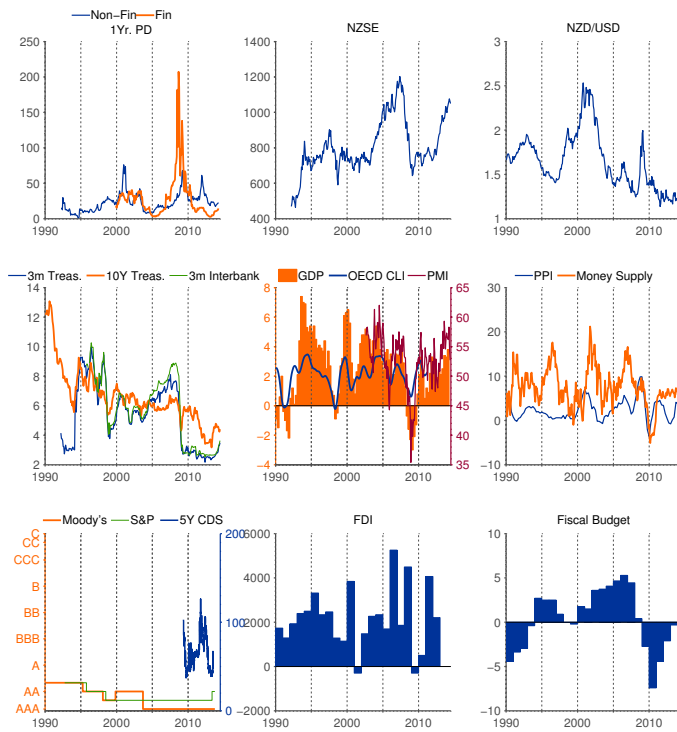 Non−Fin Fin
1Yr. PD
250
200
150
100
50
0
1990 2000 2010
NZSE
1400
1200
1000
800
600
400
1990 2000 2010
NZD/USD
3
2.5
2
1.5
1
1990 2000 2010
3m Treas. 10Y Treas. 3m Interbank
14
12
10
8
6
4
2
1990 2000 2010
GDP OECD CLI PMI
8
6
4
2
0
−2
−4
65
60
55
50
45
40
35
1990 2000 2010
PPI Money Supply
30
20
10
0
−10
1990 2000 2010
Moody's S&P 5Y CDS
C
CC
CCC
B
BB
BBB
A
AA
AAA
200
100
0
1990 2000 2010
FDI
6000
4000
2000
0
−2000
1990 2000 2010
Fiscal Budget
10
5
0
−5
−10
1990 2000 2010